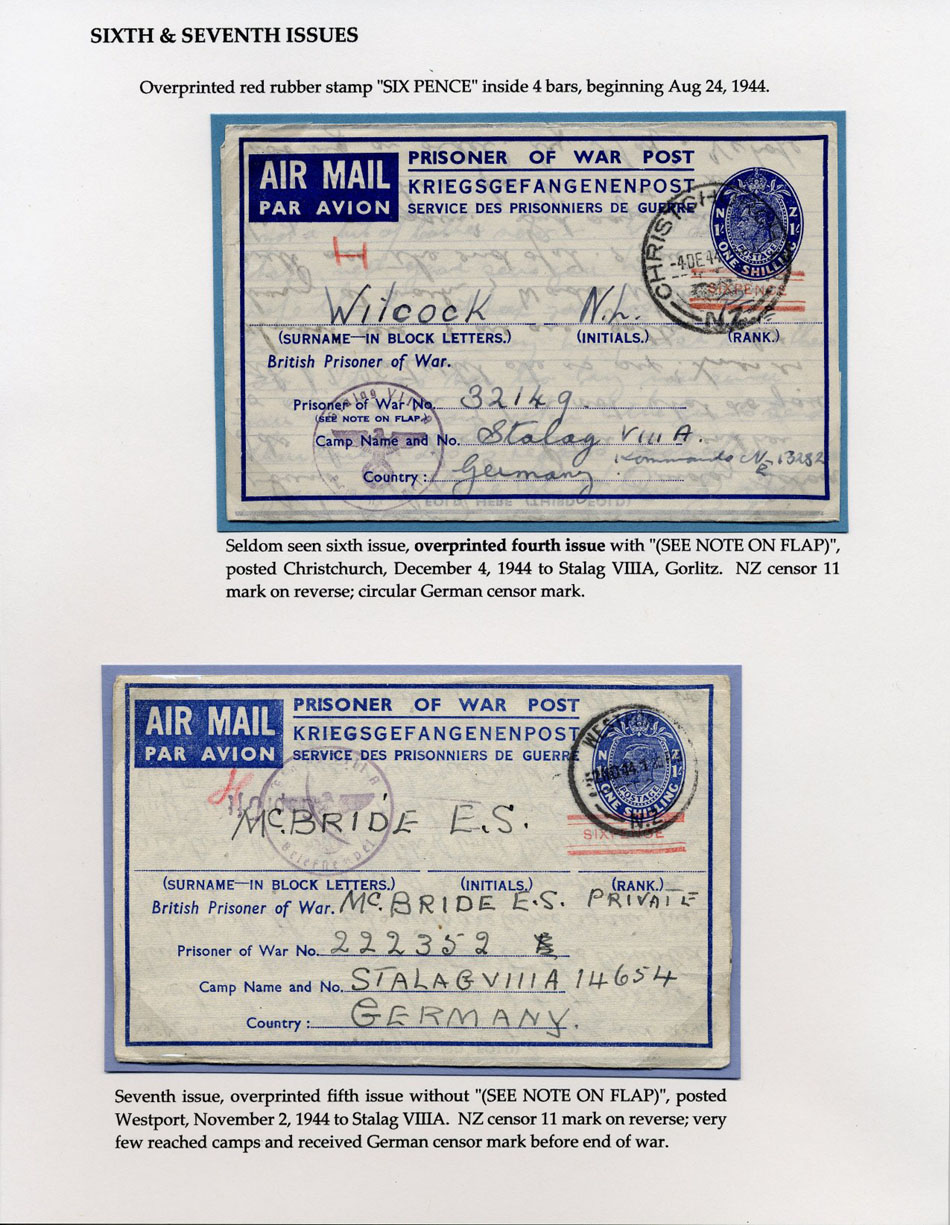 SIXTH & SEVENTH ISSUES
Overprinted red rubber stamp "SIX PENCE" inside 4 bars, beginning Aug 24, 1944.
AIR MAIL
PAR AVION
PRISONER OF WAR POST
KRIEGSGEFANGENENPOST
SERVICE DES PRISONNIERS DE GUERRE
N Z
1/- 1/-
POSTAGE
ONE SHILLING
CHRISTCH
-4DE44
N.Z.
SIXPENCE
H
Wilcock N.L.
(SURNAME—IN BLOCK LETTERS.) (INITIALS.) (RANK.)
British Prisoner of War.
Prisoner of War No. 32149.
(SEE NOTE ON FLAP.)
Camp Name and No. Stalag VIII A.
Kommando No 13282
Country: Germany
Seldom seen sixth issue, overprinted fourth issue with "(SEE NOTE ON FLAP)",
posted Christchurch, December 4, 1944 to Stalag VIIIA, Gorlitz. NZ censor 11
mark on reverse; circular German censor mark.
AIR MAIL
PAR AVION
PRISONER OF WAR POST
KRIEGSGEFANGENENPOST
SERVICE DES PRISONNIERS DE GUERRE
N Z
1/- 1/-
POSTAGE
ONE SHILLING
N.Z.
SIXPENCE
H
McBRIDE E.S.
(SURNAME—IN BLOCK LETTERS.) (INITIALS.) (RANK.)
British Prisoner of War. McBRIDE E.S. PRIVATE
Prisoner of War No. 222352
Camp Name and No. STALAG VIIIA 14654
Country: GERMANY.
Seventh issue, overprinted fifth issue without "(SEE NOTE ON FLAP)", posted
Westport, November 2, 1944 to Stalag VIIIA. NZ censor 11 mark on reverse; very
few reached camps and received German censor mark before end of war.